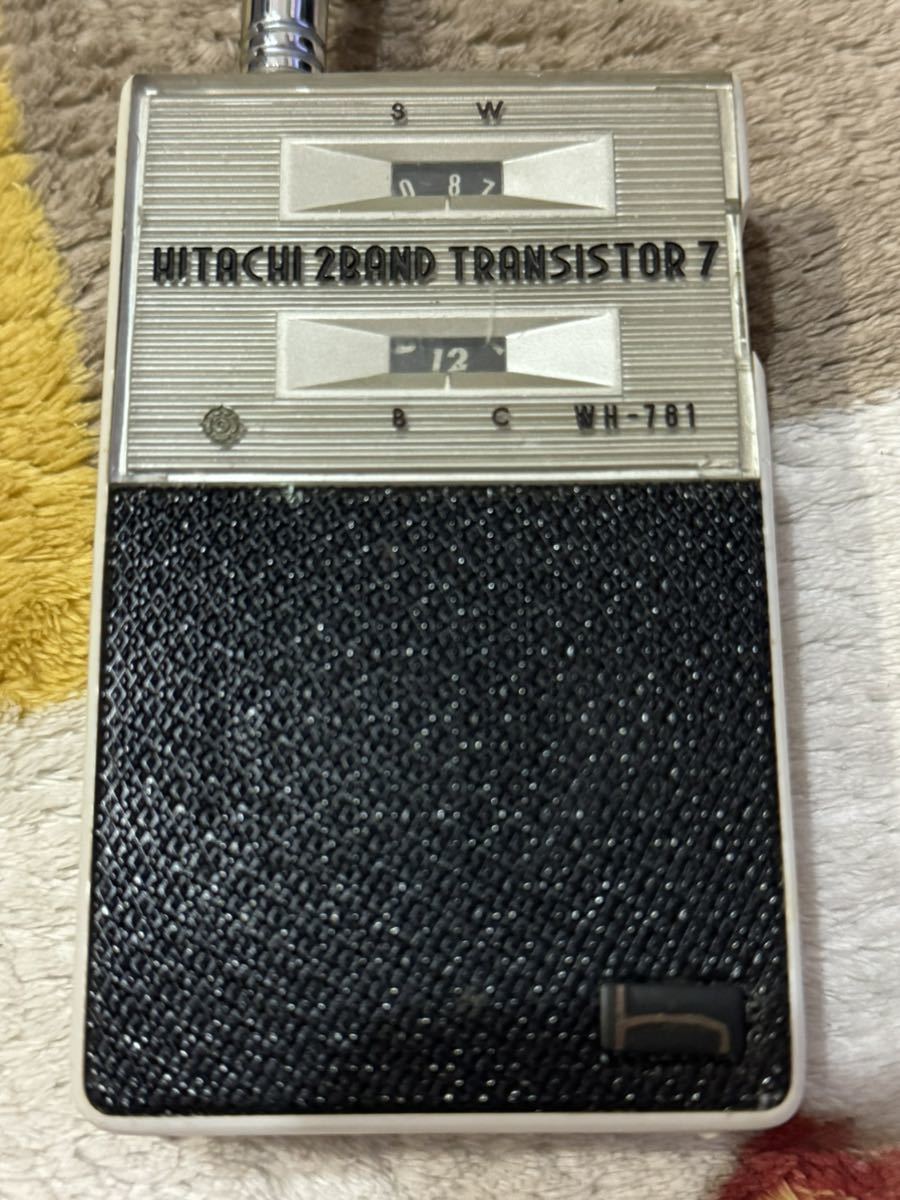 S W
0 8 7
HITACHI 2BAND TRANSISTOR 7
12
B C WH-761